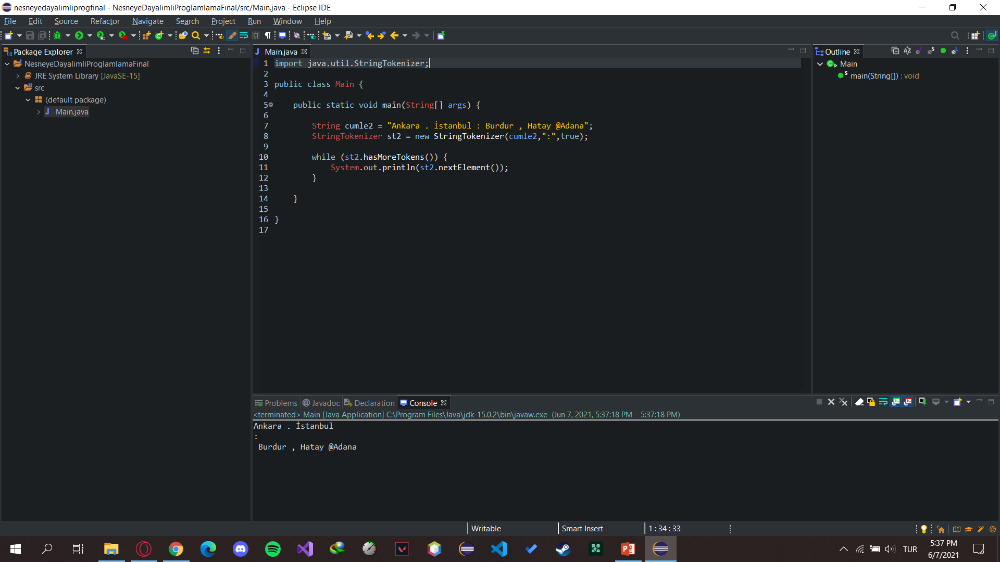 nesneyedayalimliprogfinal - NesneyeDayalimliProglamlamaFinal/src/Main.java - Eclipse IDE
File Edit Source Refactor Navigate Search Project Run Window Help
Package Explorer
NesneyeDayalimliProglamlamaFinal
JRE System Library [JavaSE-15]
src
(default package)
Main.java
Main.java
1 import java.util.StringTokenizer;
2
3 public class Main {
4
5 public static void main(String[] args) {
6
7 String cumle2 = "Ankara . İstanbul : Burdur , Hatay @Adana";
8 StringTokenizer st2 = new StringTokenizer(cumle2,":",true);
9
10 while (st2.hasMoreTokens()) {
11 System.out.println(st2.nextElement());
12 }
13
14 }
15
16 }
17
Outline
Main
main(String[]) : void
Problems @ Javadoc Declaration Console
<terminated> Main [Java Application] C:\Program Files\Java\jdk-15.0.2\bin\javaw.exe (Jun 7, 2021, 5:37:18 PM – 5:37:18 PM)
Ankara . İstanbul
:
Burdur , Hatay @Adana
Writable Smart Insert 1 : 34 : 33
TUR
5:37 PM
6/7/2021